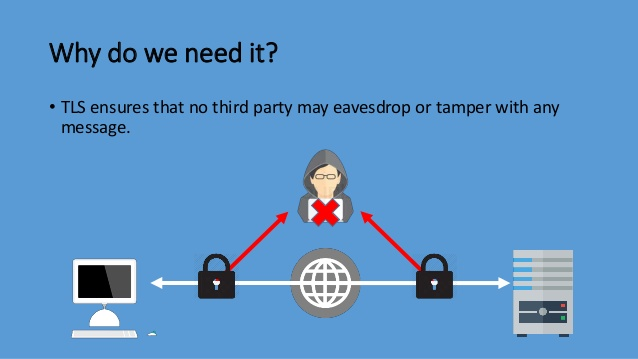 Why do we need it?
• TLS ensures that no third party may eavesdrop or tamper with any
message.